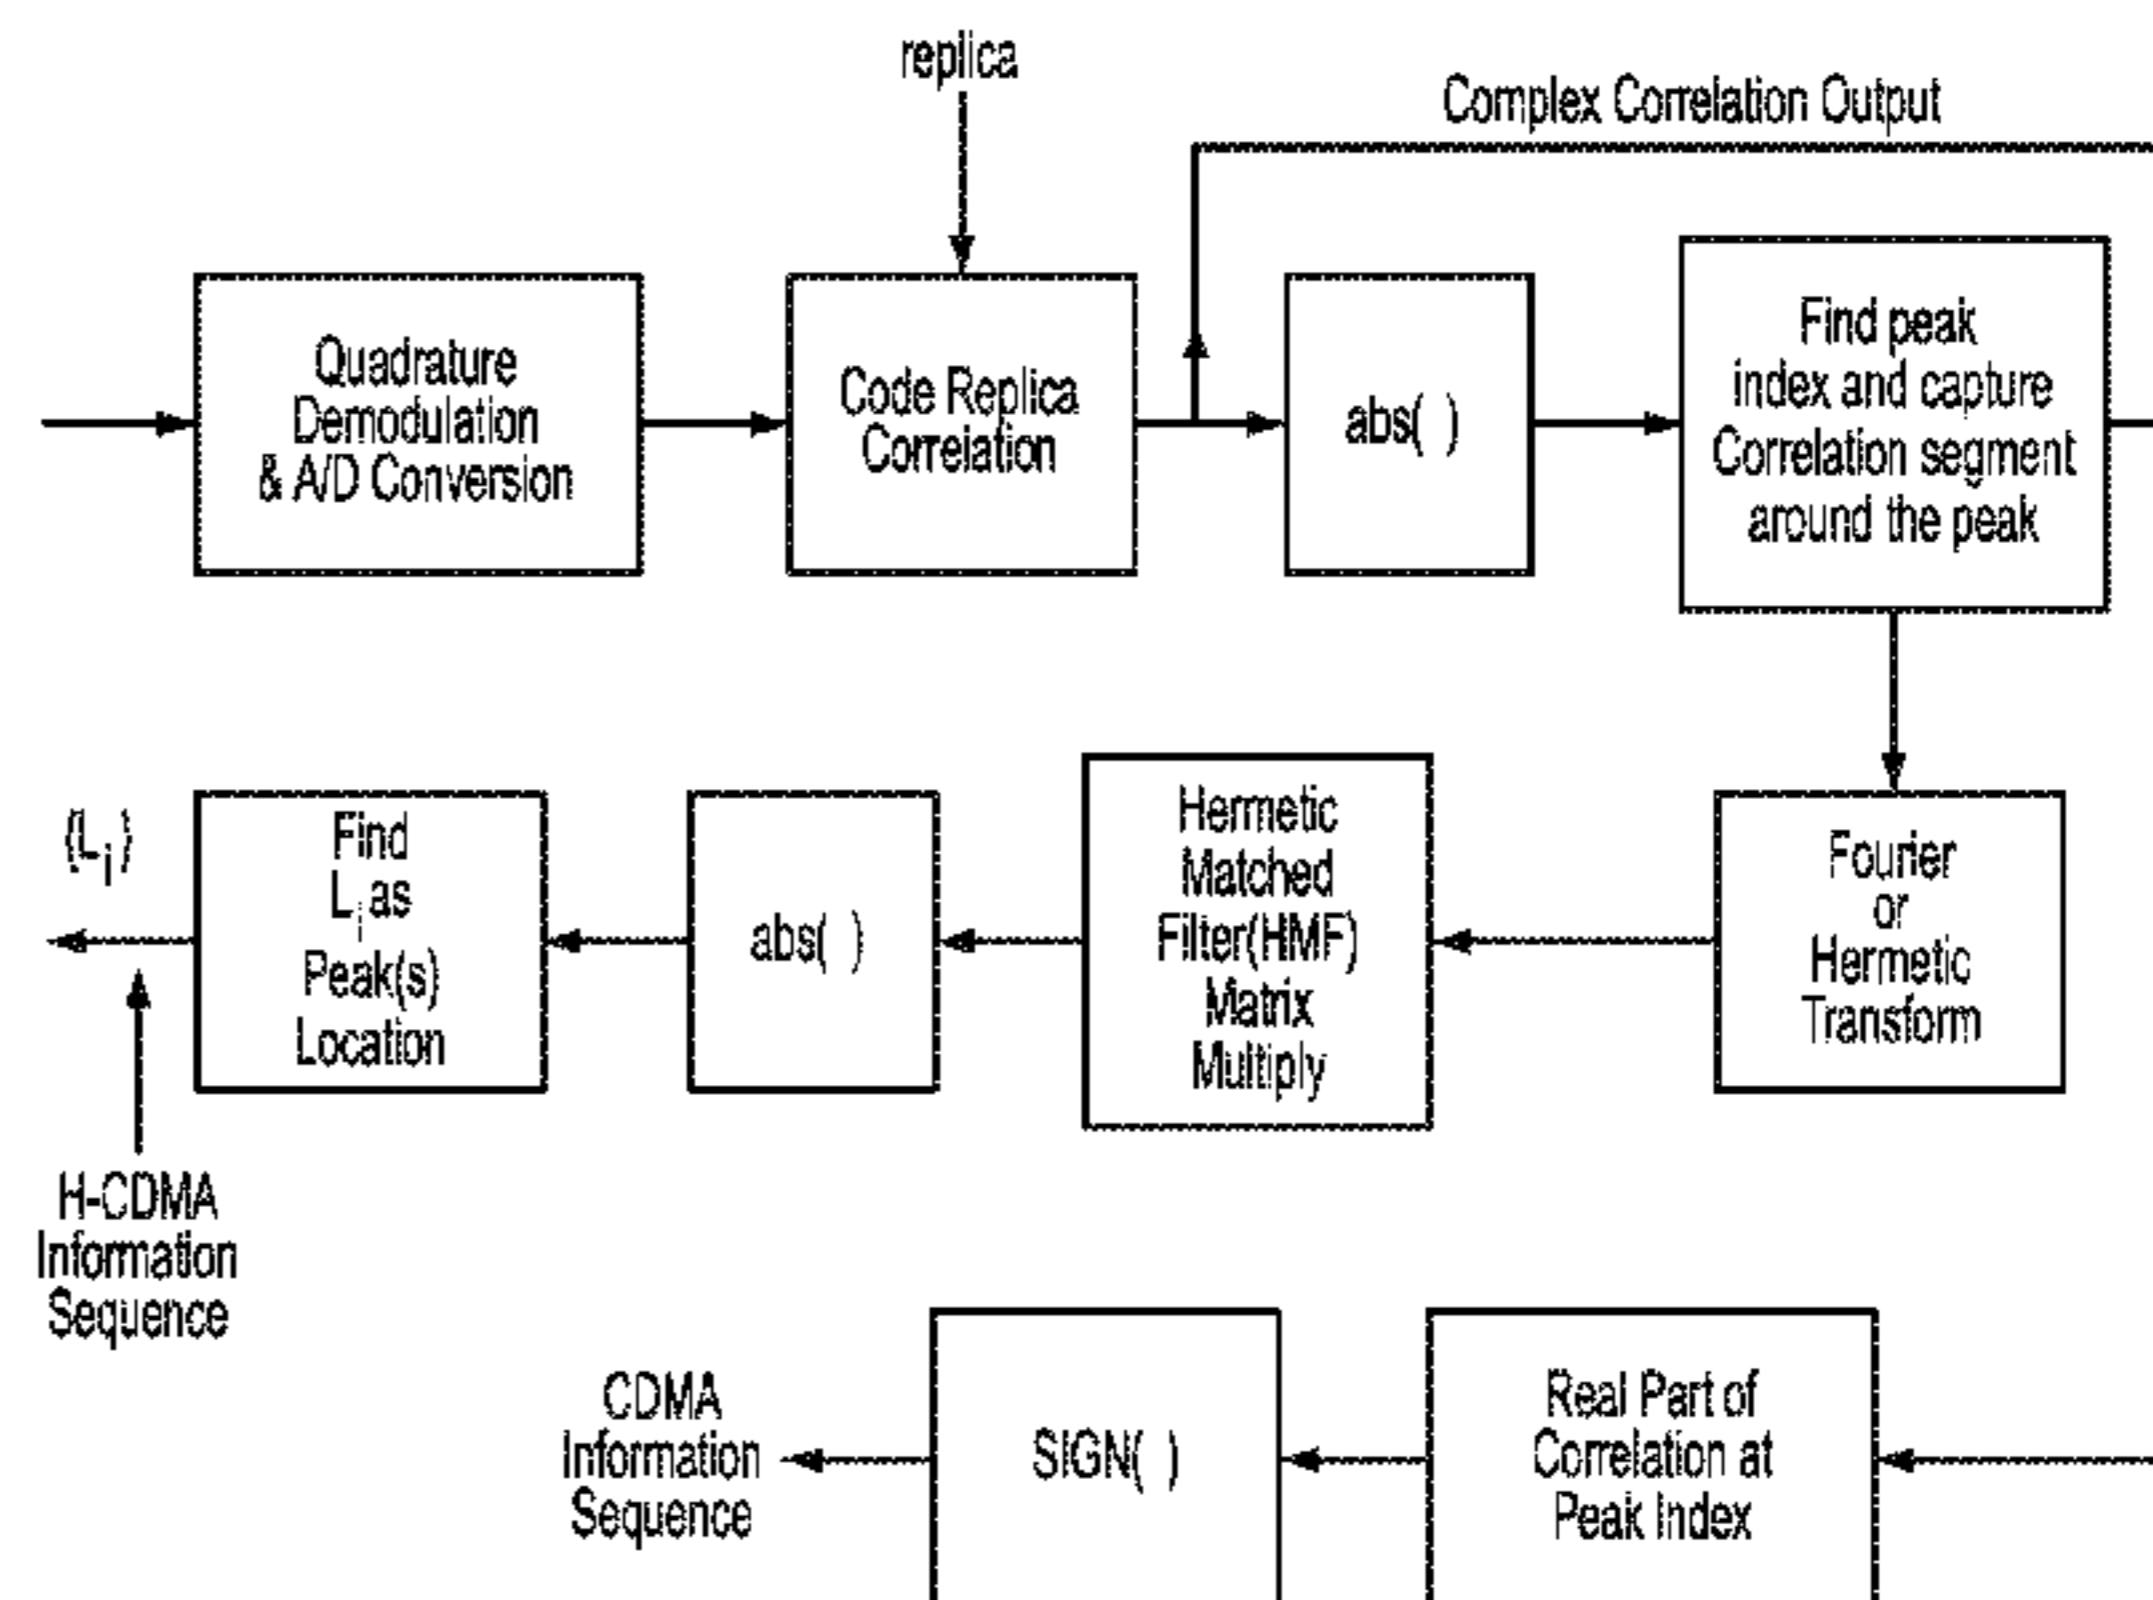 replica
Complex Correlation Output
Quadrature
Demodulation
& A/D Conversion
Code Replica
Correlation
abs( )
Find peak
index and capture
Correlation segment
around the peak
{Li}
Find
Li as
Peak(s)
Location
abs( )
Hermetic
Matched
Filter(HMF)
Matrix
Multiply
Fourier
or
Hermetic
Transform
H-CDMA
Information
Sequence
CDMA
Information
Sequence
SIGN( )
Real Part of
Correlation at
Peak Index